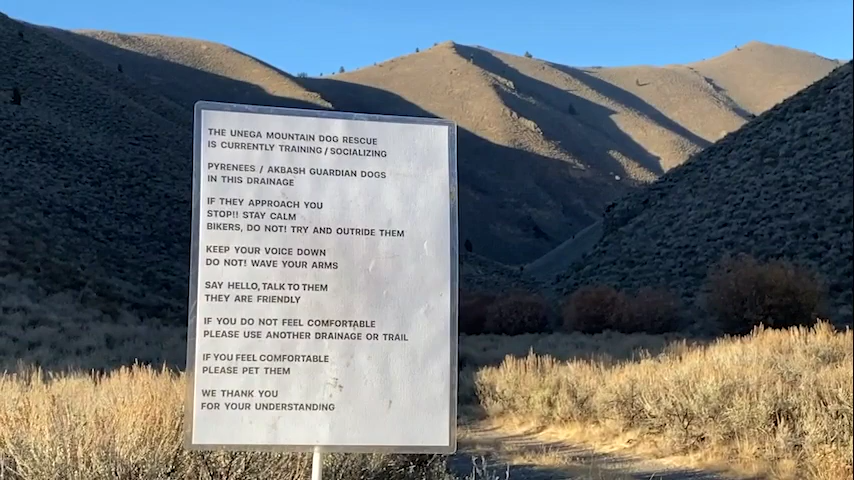 THE UNEGA MOUNTAIN DOG RESCUE
IS CURRENTLY TRAINING / SOCIALIZING
PYRENEES / AKBASH GUARDIAN DOGS
IN THIS DRAINAGE
IF THEY APPROACH YOU
STOP!! STAY CALM
BIKERS, DO NOT! TRY AND OUTRIDE THEM
KEEP YOUR VOICE DOWN
DO NOT! WAVE YOUR ARMS
SAY HELLO, TALK TO THEM
THEY ARE FRIENDLY
IF YOU DO NOT FEEL COMFORTABLE
PLEASE USE ANOTHER DRAINAGE OR TRAIL
IF YOU FEEL COMFORTABLE
PLEASE PET THEM
WE THANK YOU
FOR YOUR UNDERSTANDING